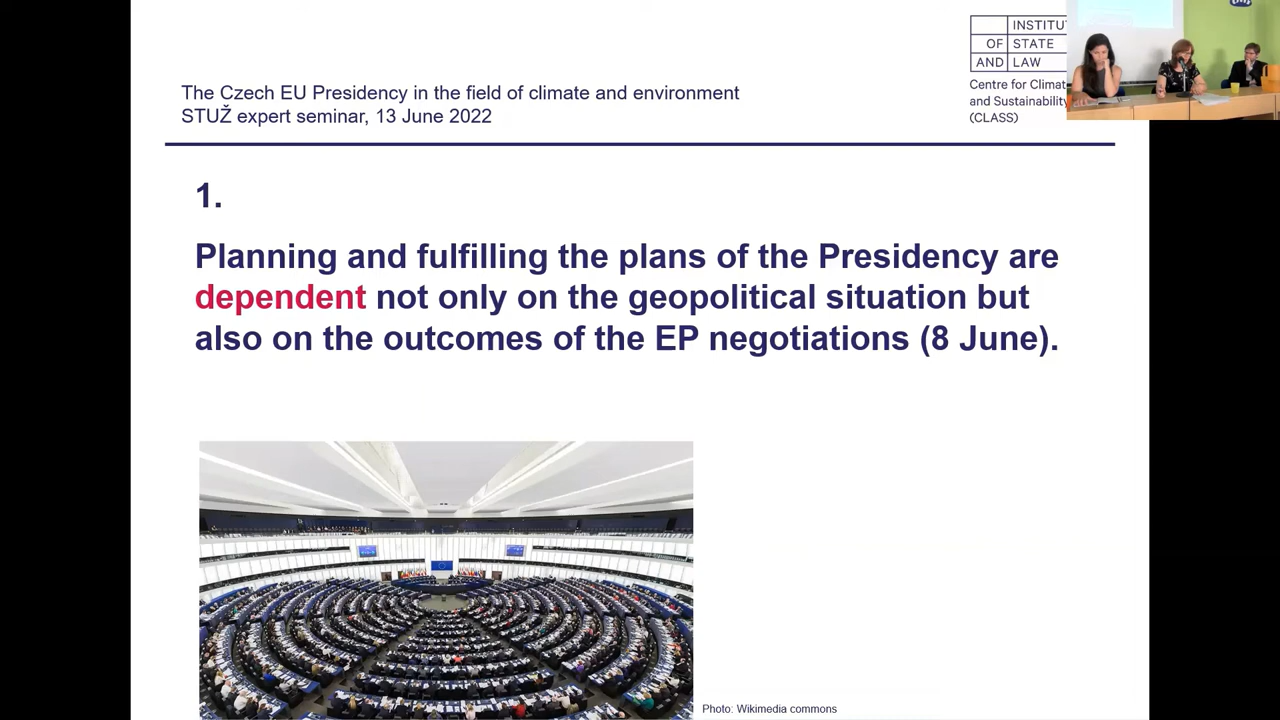 The Czech EU Presidency in the field of climate and environment
STUŽ expert seminar, 13 June 2022
OF STATE
AND LAW
Centre for
and Sustainability
(CLASS)
1.
Planning and fulfilling the plans of the Presidency are
dependent not only on the geopolitical situation but
also on the outcomes of the EP negotiations (8 June).
Photo: Wikimedia commons